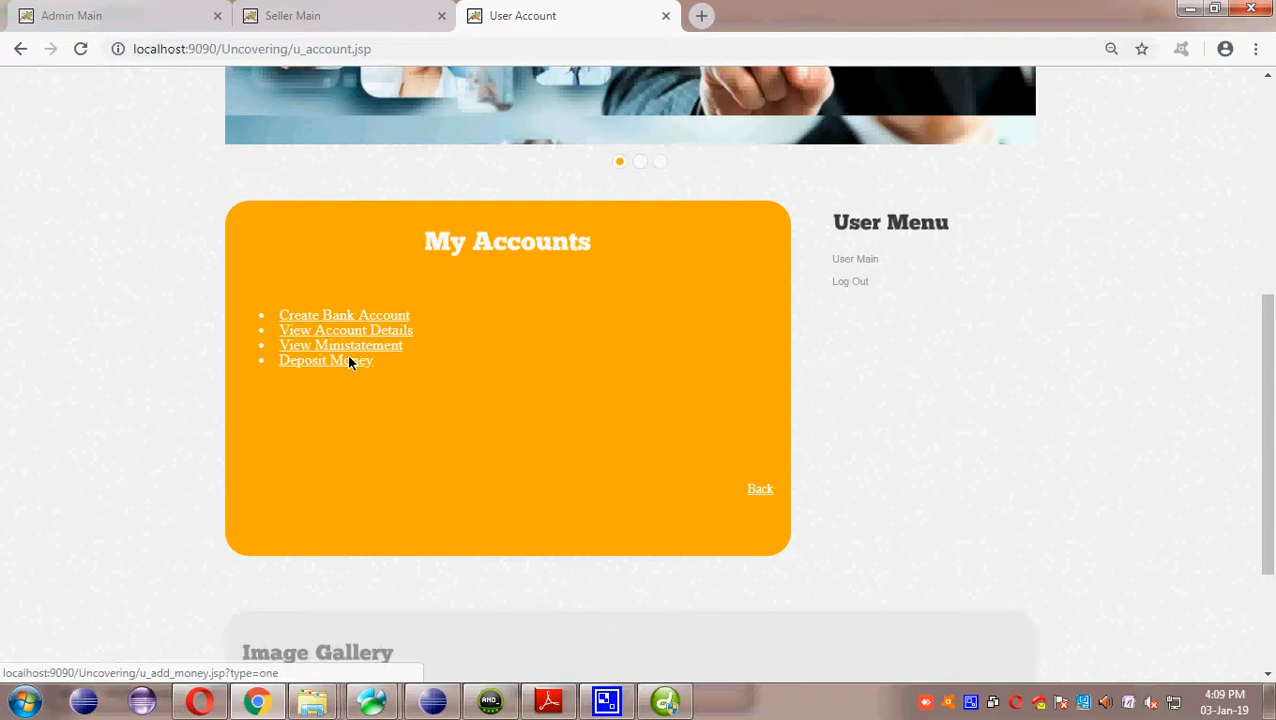 Admin Main
Seller Main
User Account
localhost:9090/Uncovering/u_account.jsp
My Accounts
Create Bank Account
View Account Details
View Ministatement
Deposit Money
Back
User Menu
User Main
Log Out
Image Gallery
localhost:9090/Uncovering/u_add_money.jsp?type=one
AND_
4:09 PM
03-Jan-19